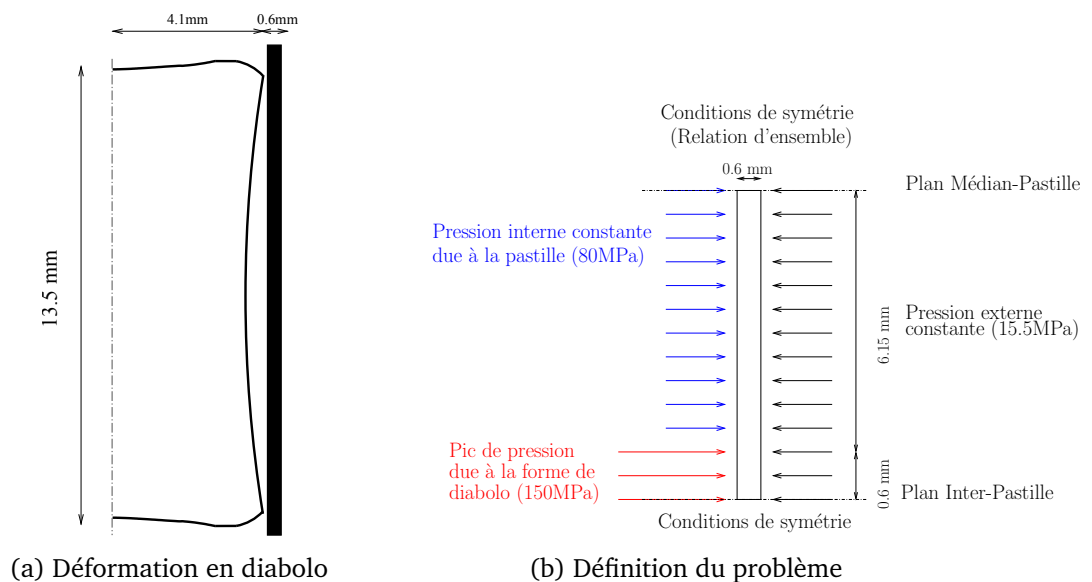 4.1mm
0.6mm
13.5 mm
(a) Déformation en diabolo
Conditions de symétrie
(Relation d'ensemble)
0.6 mm
Plan Médian-Pastille
Pression interne constante
due à la pastille (80MPa)
Pression externe
constante (15.5MPa)
6.15 mm
Pic de pression
due à la forme de
diabolo (150MPa)
0.6 mm
Plan Inter-Pastille
Conditions de symétrie
(b) Définition du problème